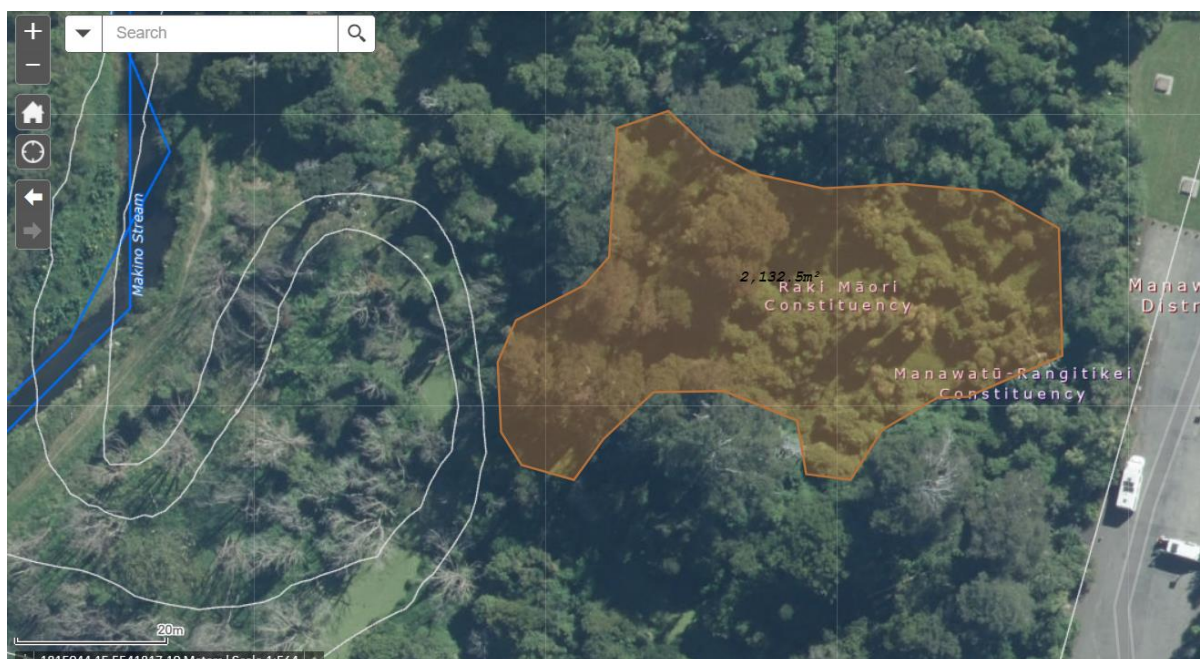 +
Search
−
Makino Stream
2,132.5m²
Raki Māori
Constituency
Manaw
Distr
Manawatū-Rangitikei
Constituency
20m